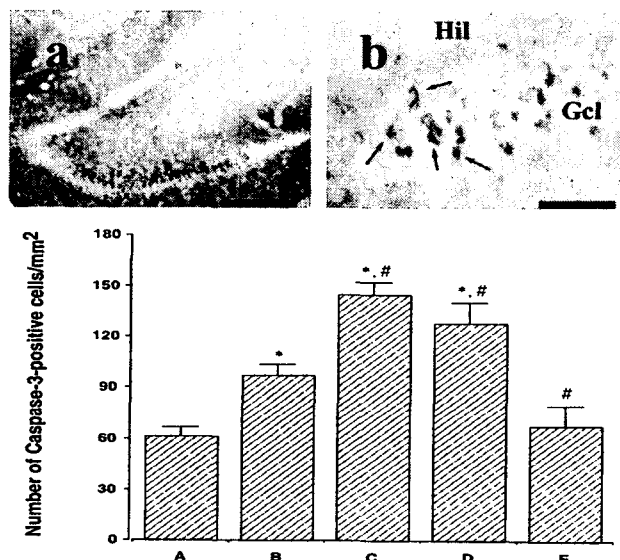 a
b
Hil
Gcl
Number of Caspase-3-positive cells/mm2
180
150
120
90
60
30
0
*
*, #
*, #
#
A
B
C
D
E